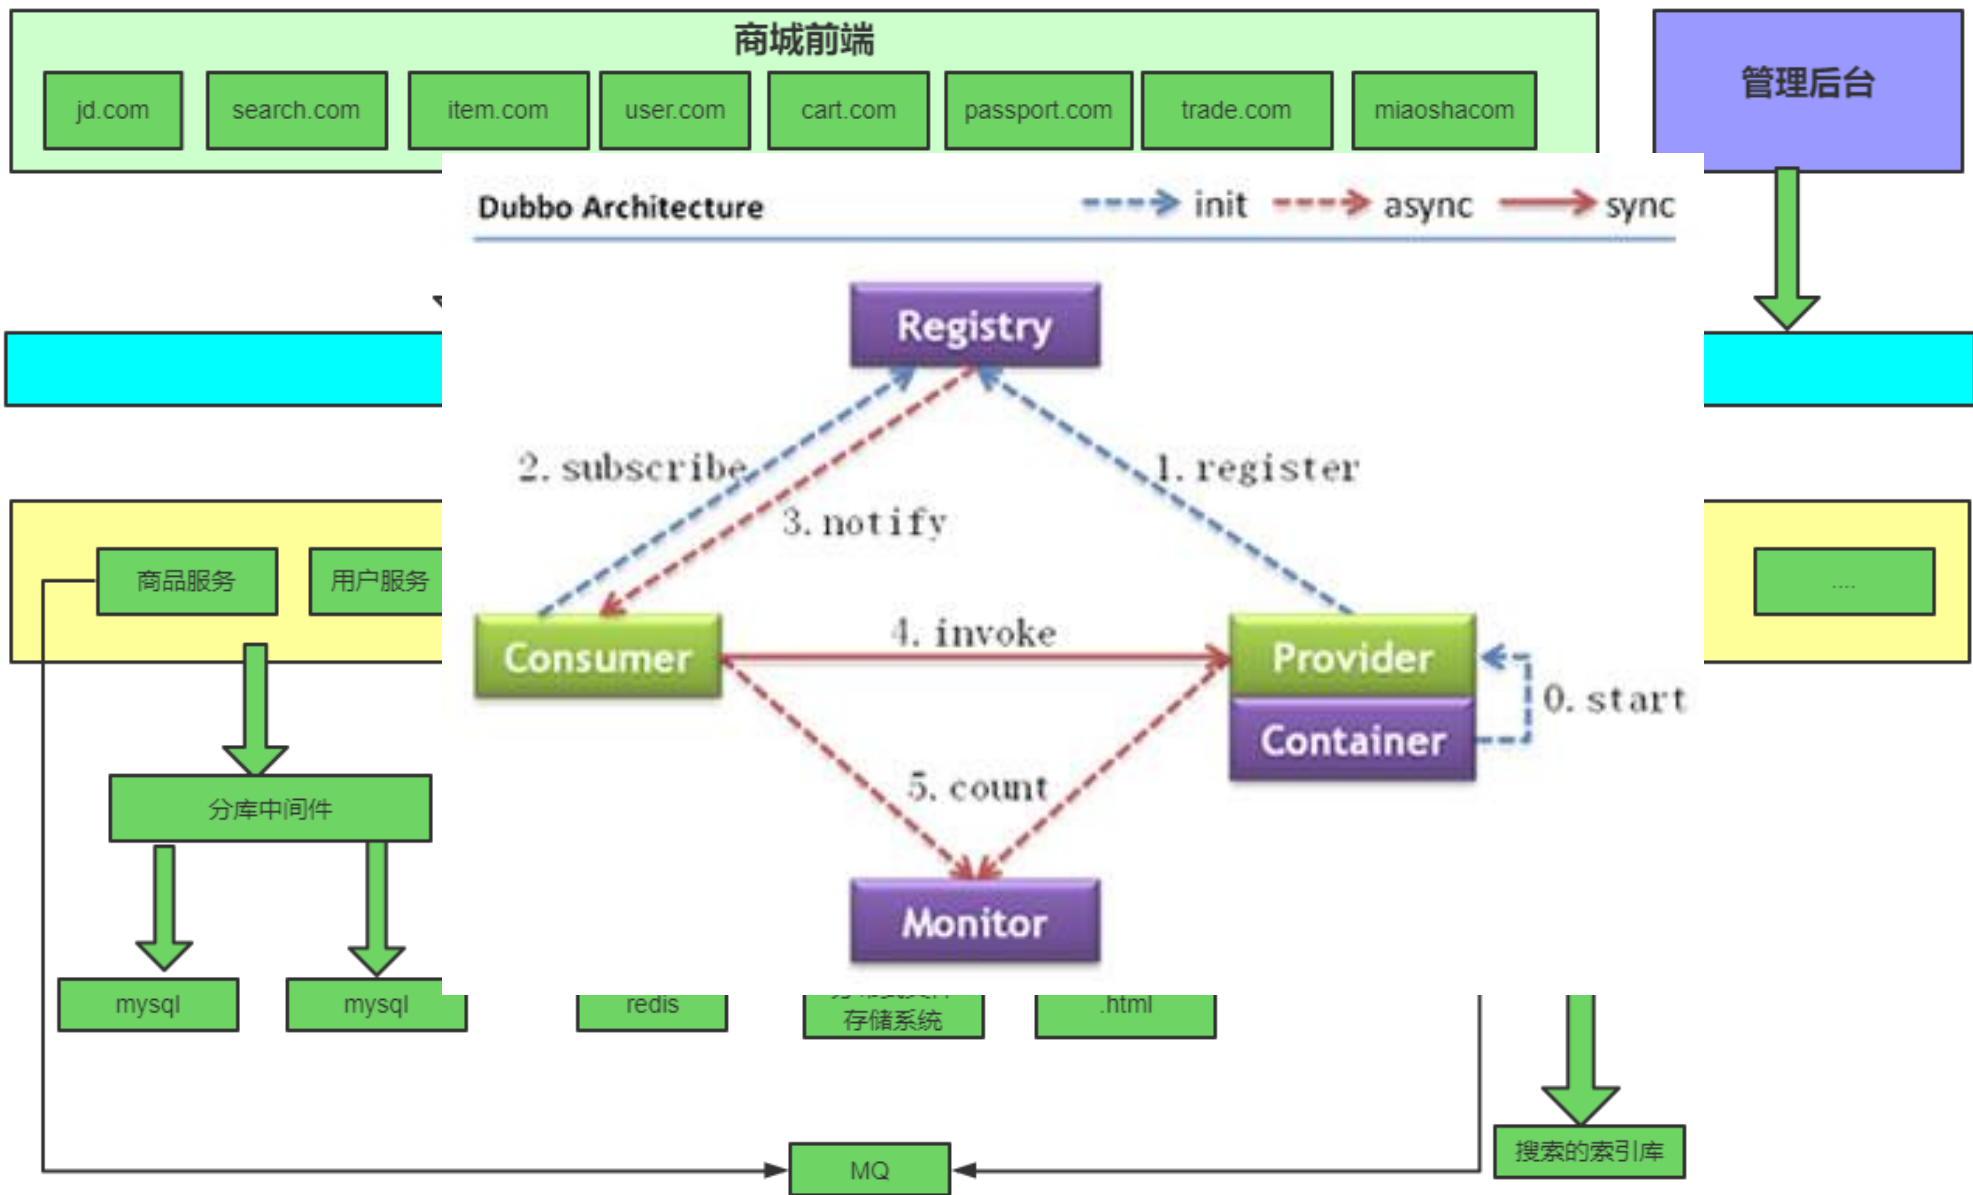 商城前端
管理后台
jd.com
search.com
item.com
user.com
cart.com
passport.com
trade.com
miaoshacom
Dubbo Architecture
init
async
sync
Registry
2. subscribe
1. register
3. notify
商品服务
用户服务
....
4. invoke
Consumer
Provider
0. start
Container
5. count
分库中间件
Monitor
mysql
mysql
redis
存储系统
.html
搜索的索引库
MQ